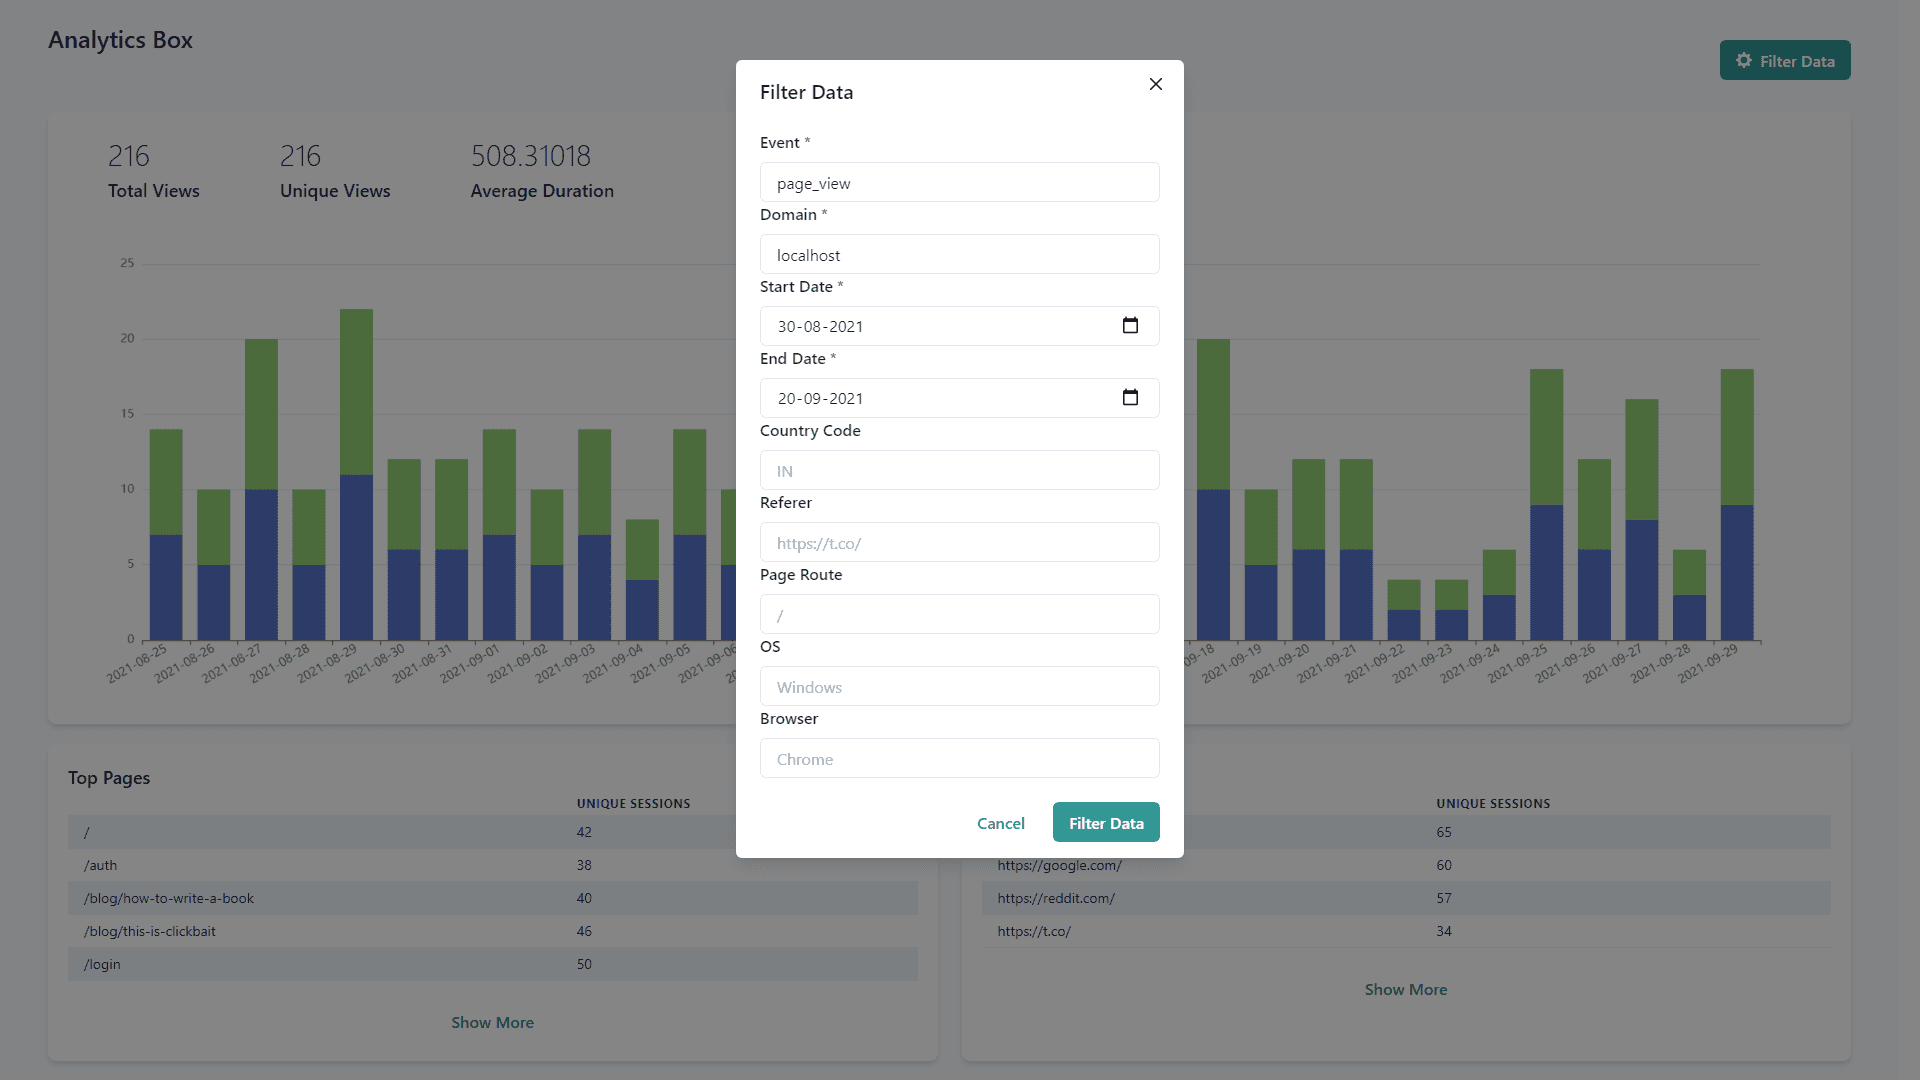 Analytics Box
Filter Data
216
Total Views
216
Unique Views
508.31018
Average Duration
25
20
15
10
5
0
2021-08-25
2021-08-26
2021-08-27
2021-08-28
2021-08-29
2021-08-30
2021-08-31
2021-09-01
2021-09-02
2021-09-03
2021-09-04
2021-09-05
2021-09-06
09-18
2021-09-19
2021-09-20
2021-09-21
2021-09-22
2021-09-23
2021-09-24
2021-09-25
2021-09-26
2021-09-27
2021-09-28
2021-09-29
Filter Data
Event *
page_view
Domain *
localhost
Start Date *
30-08-2021
End Date *
20-09-2021
Country Code
IN
Referer
https://t.co/
Page Route
/
OS
Windows
Browser
Chrome
Cancel
Filter Data
Top Pages
UNIQUE SESSIONS
/ 42
/auth 38
/blog/how-to-write-a-book 40
/blog/this-is-clickbait 46
/login 50
Show More
UNIQUE SESSIONS
65
https://google.com/ 60
https://reddit.com/ 57
https://t.co/ 34
Show More